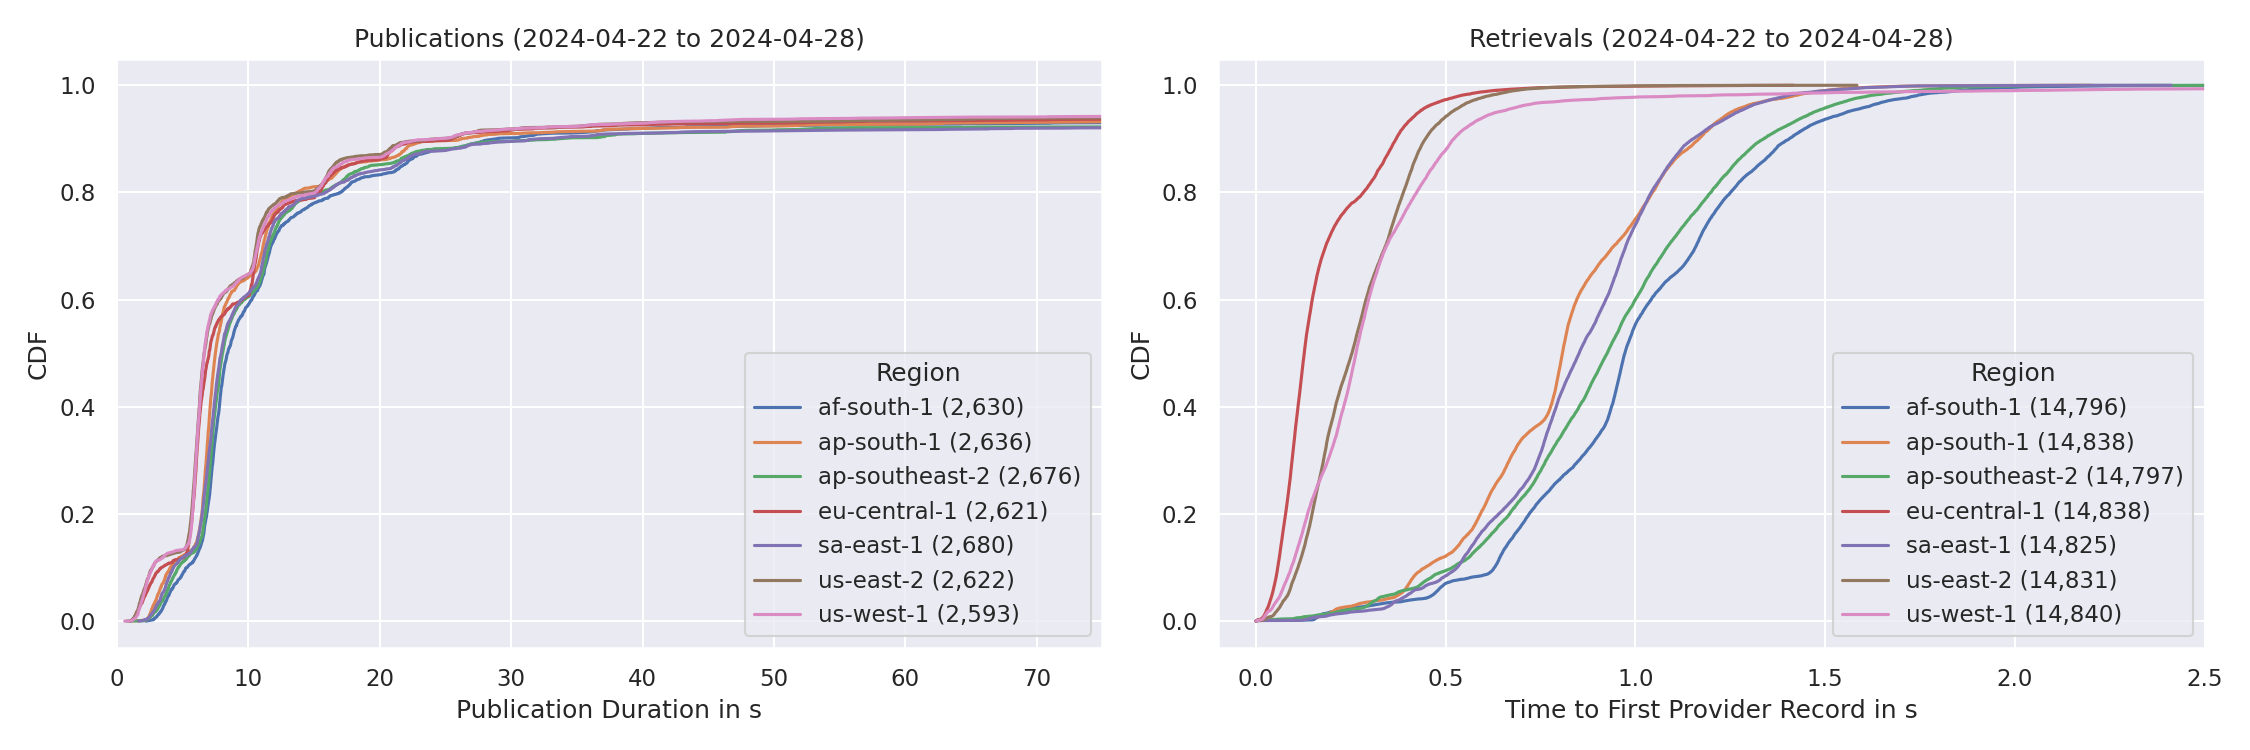 Publications (2024-04-22 to 2024-04-28)
CDF
1.0
0.8
0.6
0.4
0.2
0.0
Region
af-south-1 (2,630)
ap-south-1 (2,636)
ap-southeast-2 (2,676)
eu-central-1 (2,621)
sa-east-1 (2,680)
us-east-2 (2,622)
us-west-1 (2,593)
0 10 20 30 40 50 60 70
Publication Duration in s
Retrievals (2024-04-22 to 2024-04-28)
CDF
1.0
0.8
0.6
0.4
0.2
0.0
Region
af-south-1 (14,796)
ap-south-1 (14,838)
ap-southeast-2 (14,797)
eu-central-1 (14,838)
sa-east-1 (14,825)
us-east-2 (14,831)
us-west-1 (14,840)
0.0 0.5 1.0 1.5 2.0 2.5
Time to First Provider Record in s